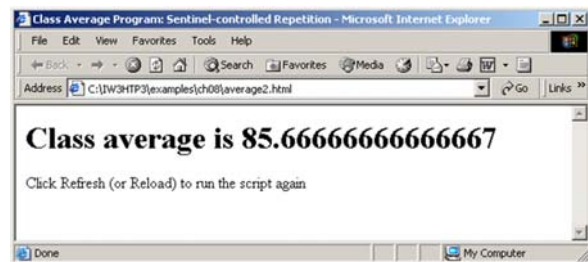 Class Average Program: Sentinel-controlled Repetition - Microsoft Internet Explorer
File Edit View Favorites Tools Help
Back Search Favorites Media
Address C:\IW3HTP3\examples\ch08\average2.html Go Links »
Class average is 85.66666666666667
Click Refresh (or Reload) to run the script again
Done My Computer